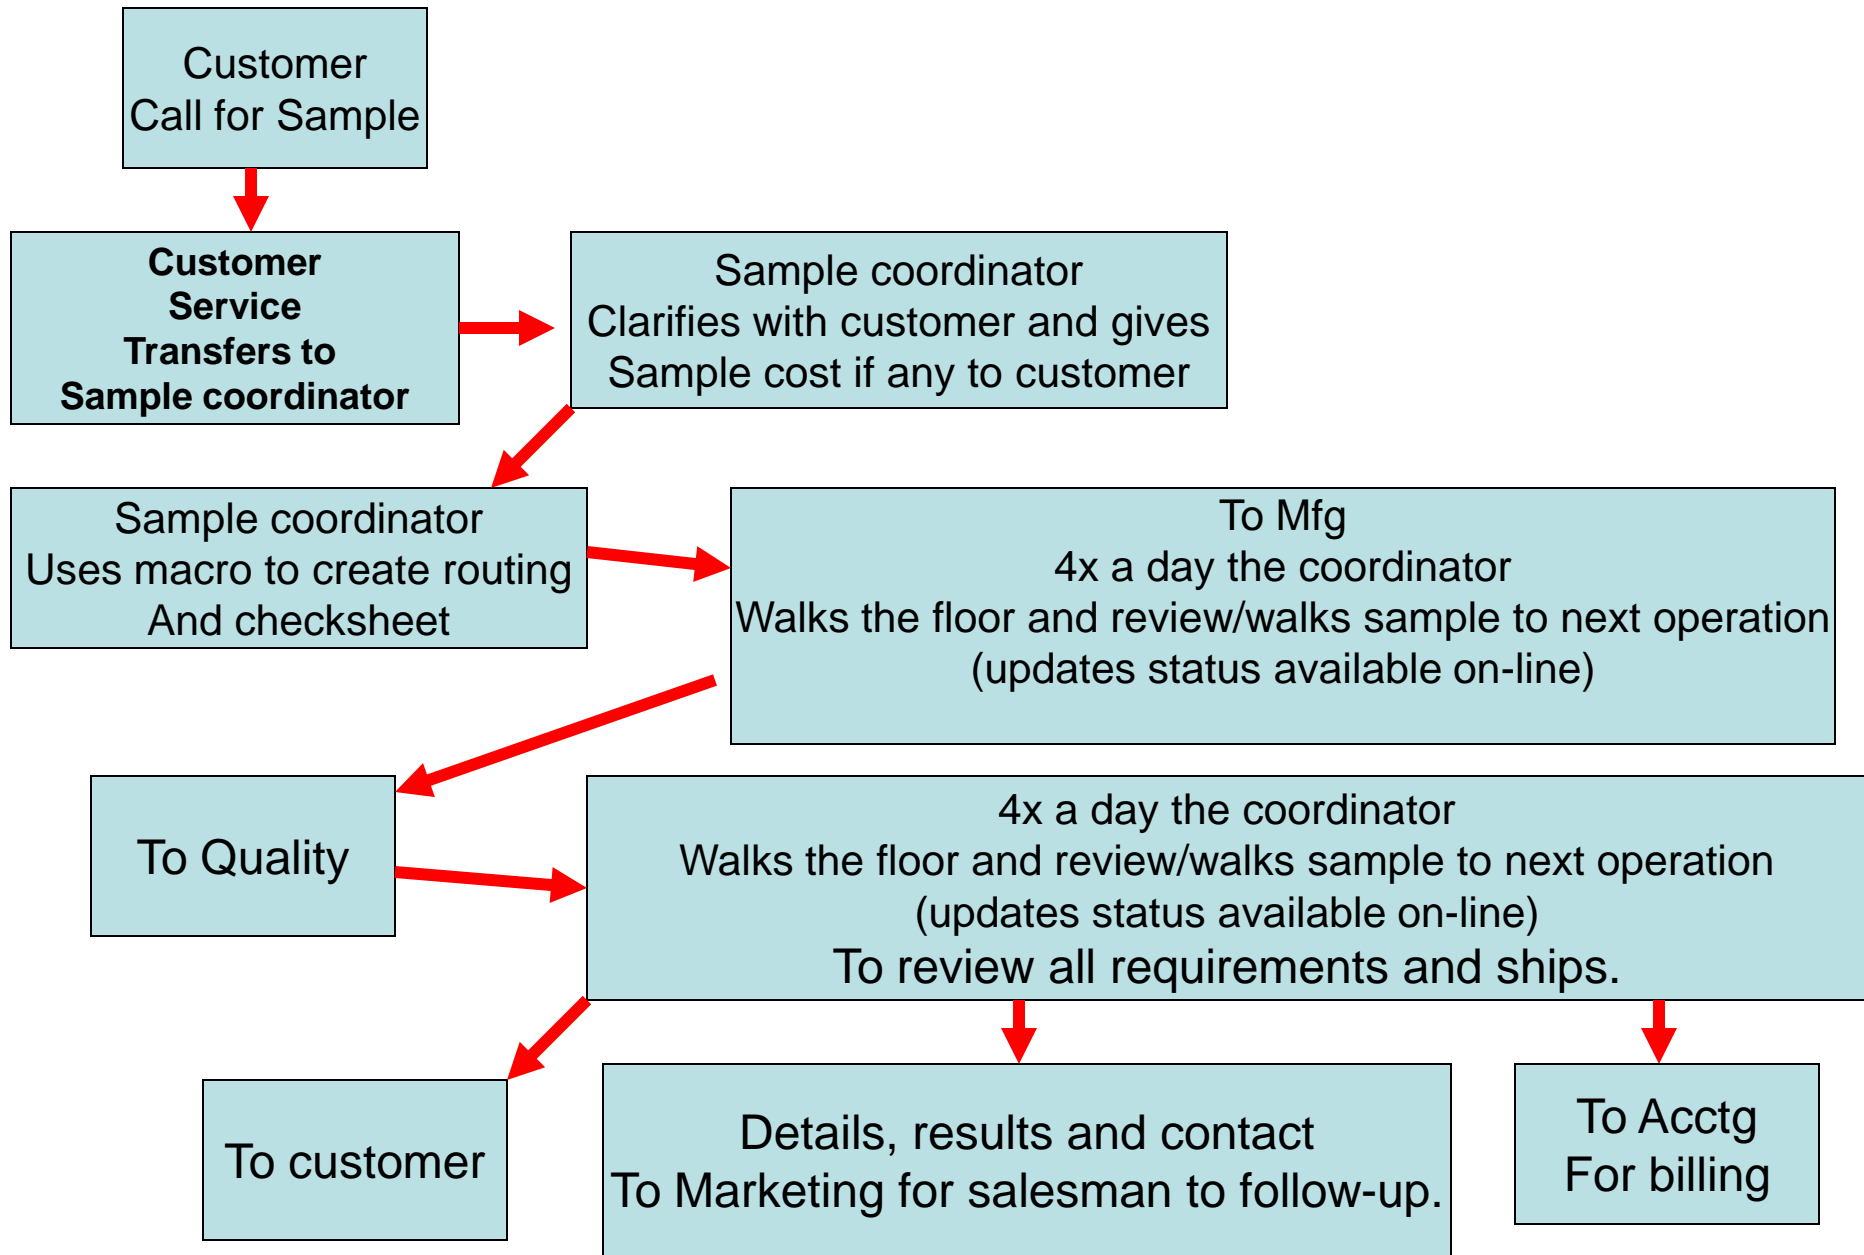 Customer
Call for Sample
Customer
Service
Transfers to
Sample coordinator
Sample coordinator
Clarifies with customer and gives
Sample cost if any to customer
Sample coordinator
Uses macro to create routing
And checksheet
To Mfg
4x a day the coordinator
Walks the floor and review/walks sample to next operation
(updates status available on-line)
To Quality
4x a day the coordinator
Walks the floor and review/walks sample to next operation
(updates status available on-line)
To review all requirements and ships.
To customer
Details, results and contact
To Marketing for salesman to follow-up.
To Acctg
For billing